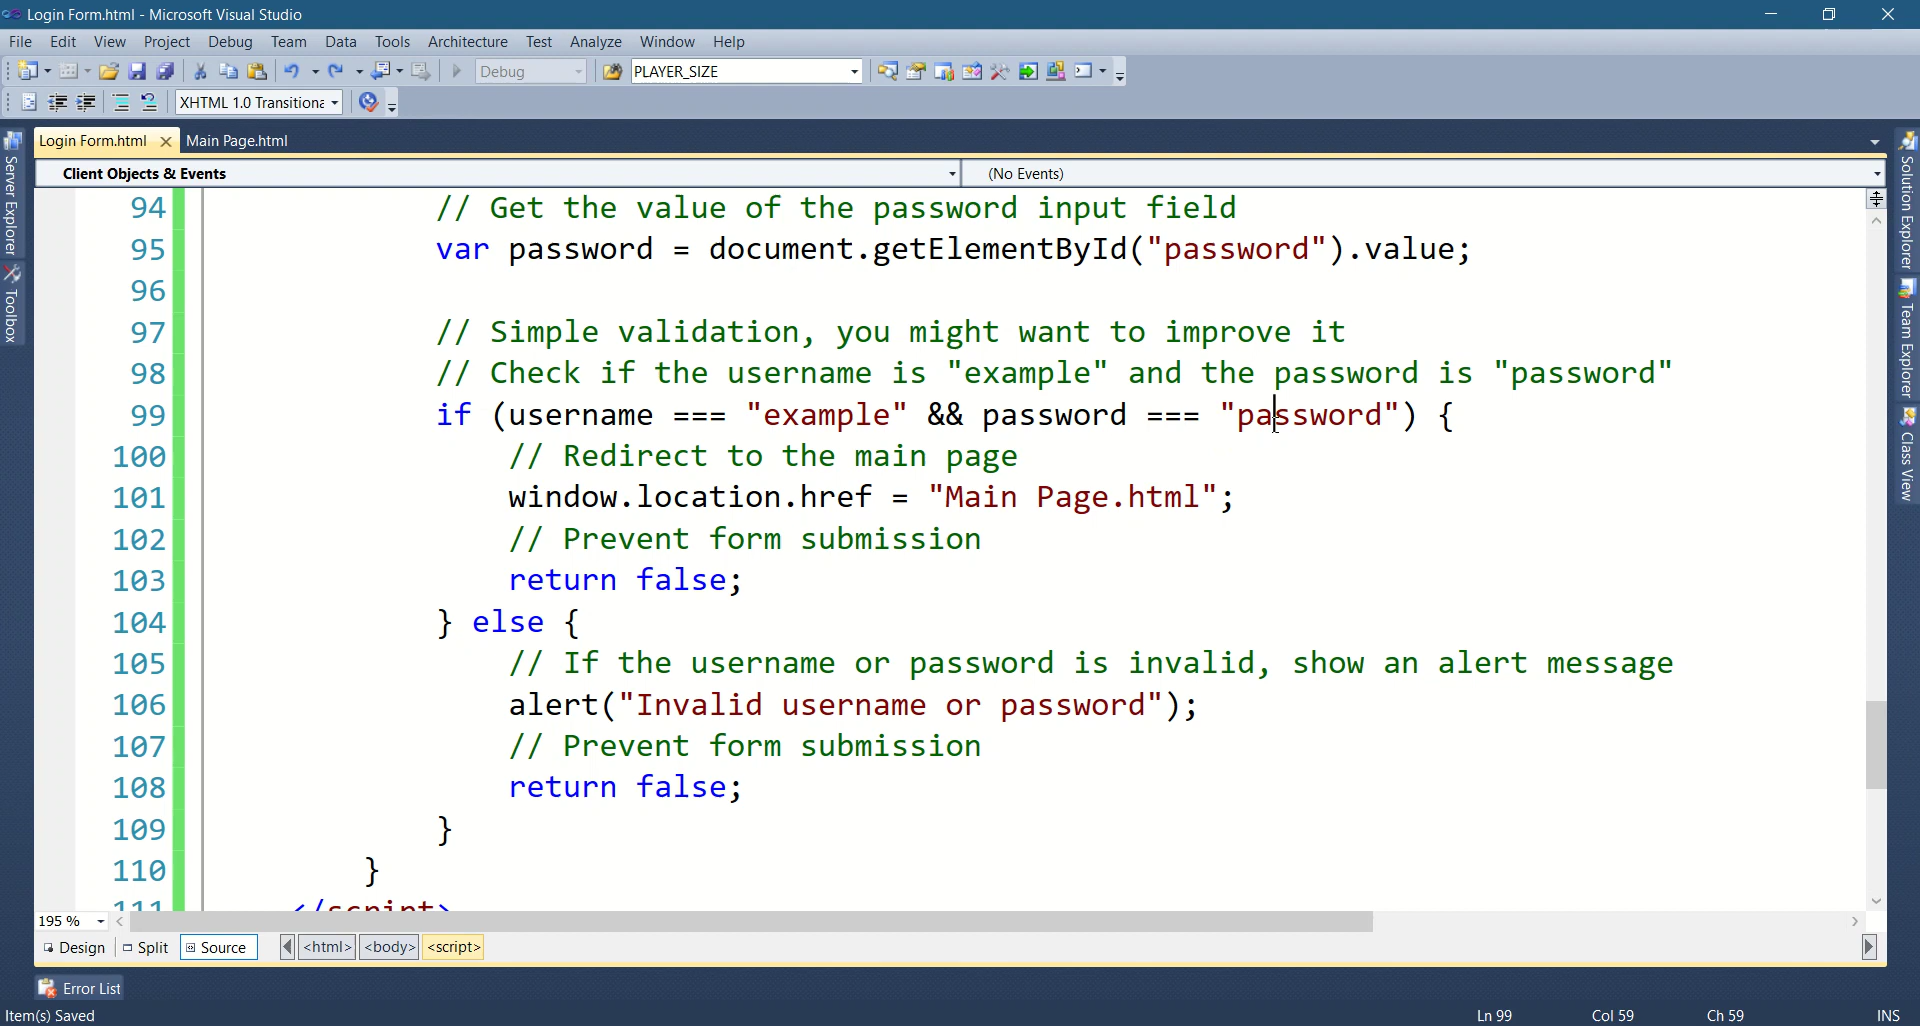 Login Form.html - Microsoft Visual Studio
File Edit View Project Debug Team Data Tools Architecture Test Analyze Window Help
Debug PLAYER_SIZE
XHTML 1.0 Transitiona
Login Form.html Main Page.html
Client Objects & Events (No Events)
Server Explorer
Toolbox
Solution Explorer
Team Explorer
Class View
94 // Get the value of the password input field
95 var password = document.getElementById("password").value;
96
97 // Simple validation, you might want to improve it
98 // Check if the username is "example" and the password is "password"
99 if (username === "example" && password === "password") {
100 // Redirect to the main page
101 window.location.href = "Main Page.html";
102 // Prevent form submission
103 return false;
104 } else {
105 // If the username or password is invalid, show an alert message
106 alert("Invalid username or password");
107 // Prevent form submission
108 return false;
109 }
110 }
111 </script>
195 %
Design Split Source <html> <body> <script>
Error List
Item(s) Saved Ln 99 Col 59 Ch 59 INS